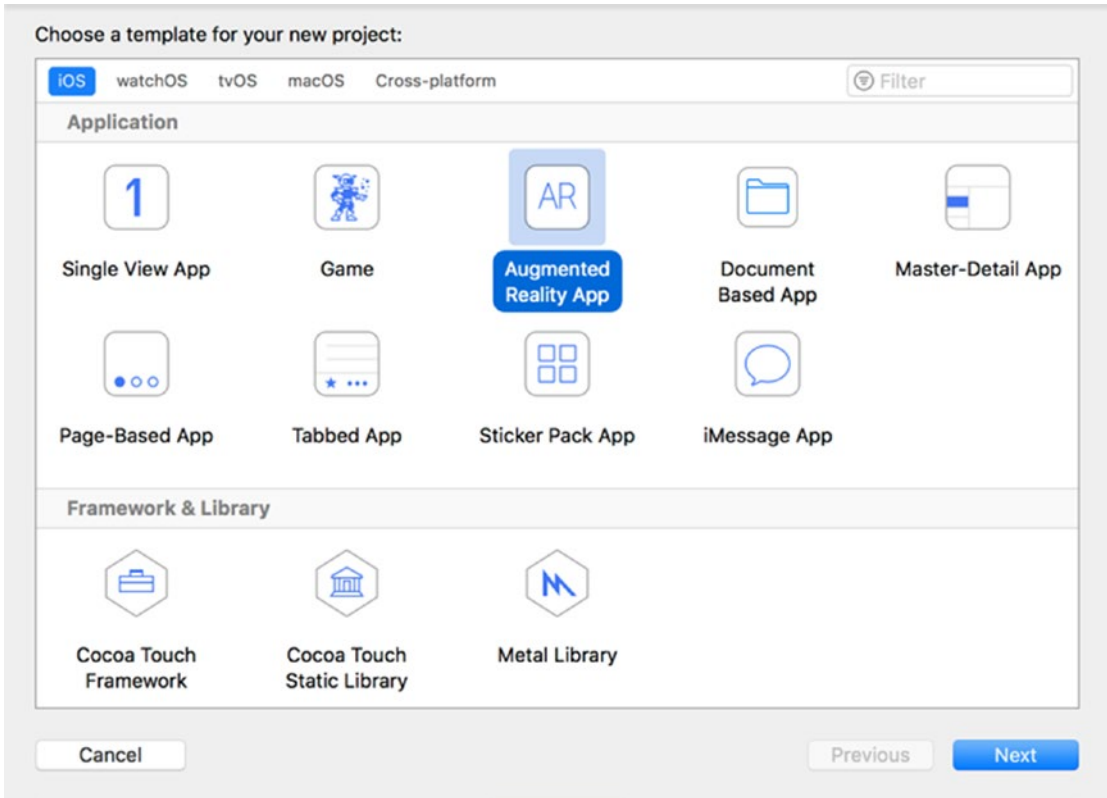 Choose a template for your new project:
iOS watchOS tvOS macOS Cross-platform Filter
Application
1 AR
Single View App Game Augmented Reality App Document Based App Master-Detail App
Page-Based App Tabbed App Sticker Pack App iMessage App
Framework & Library
Cocoa Touch Framework Cocoa Touch Static Library Metal Library
Cancel Previous Next